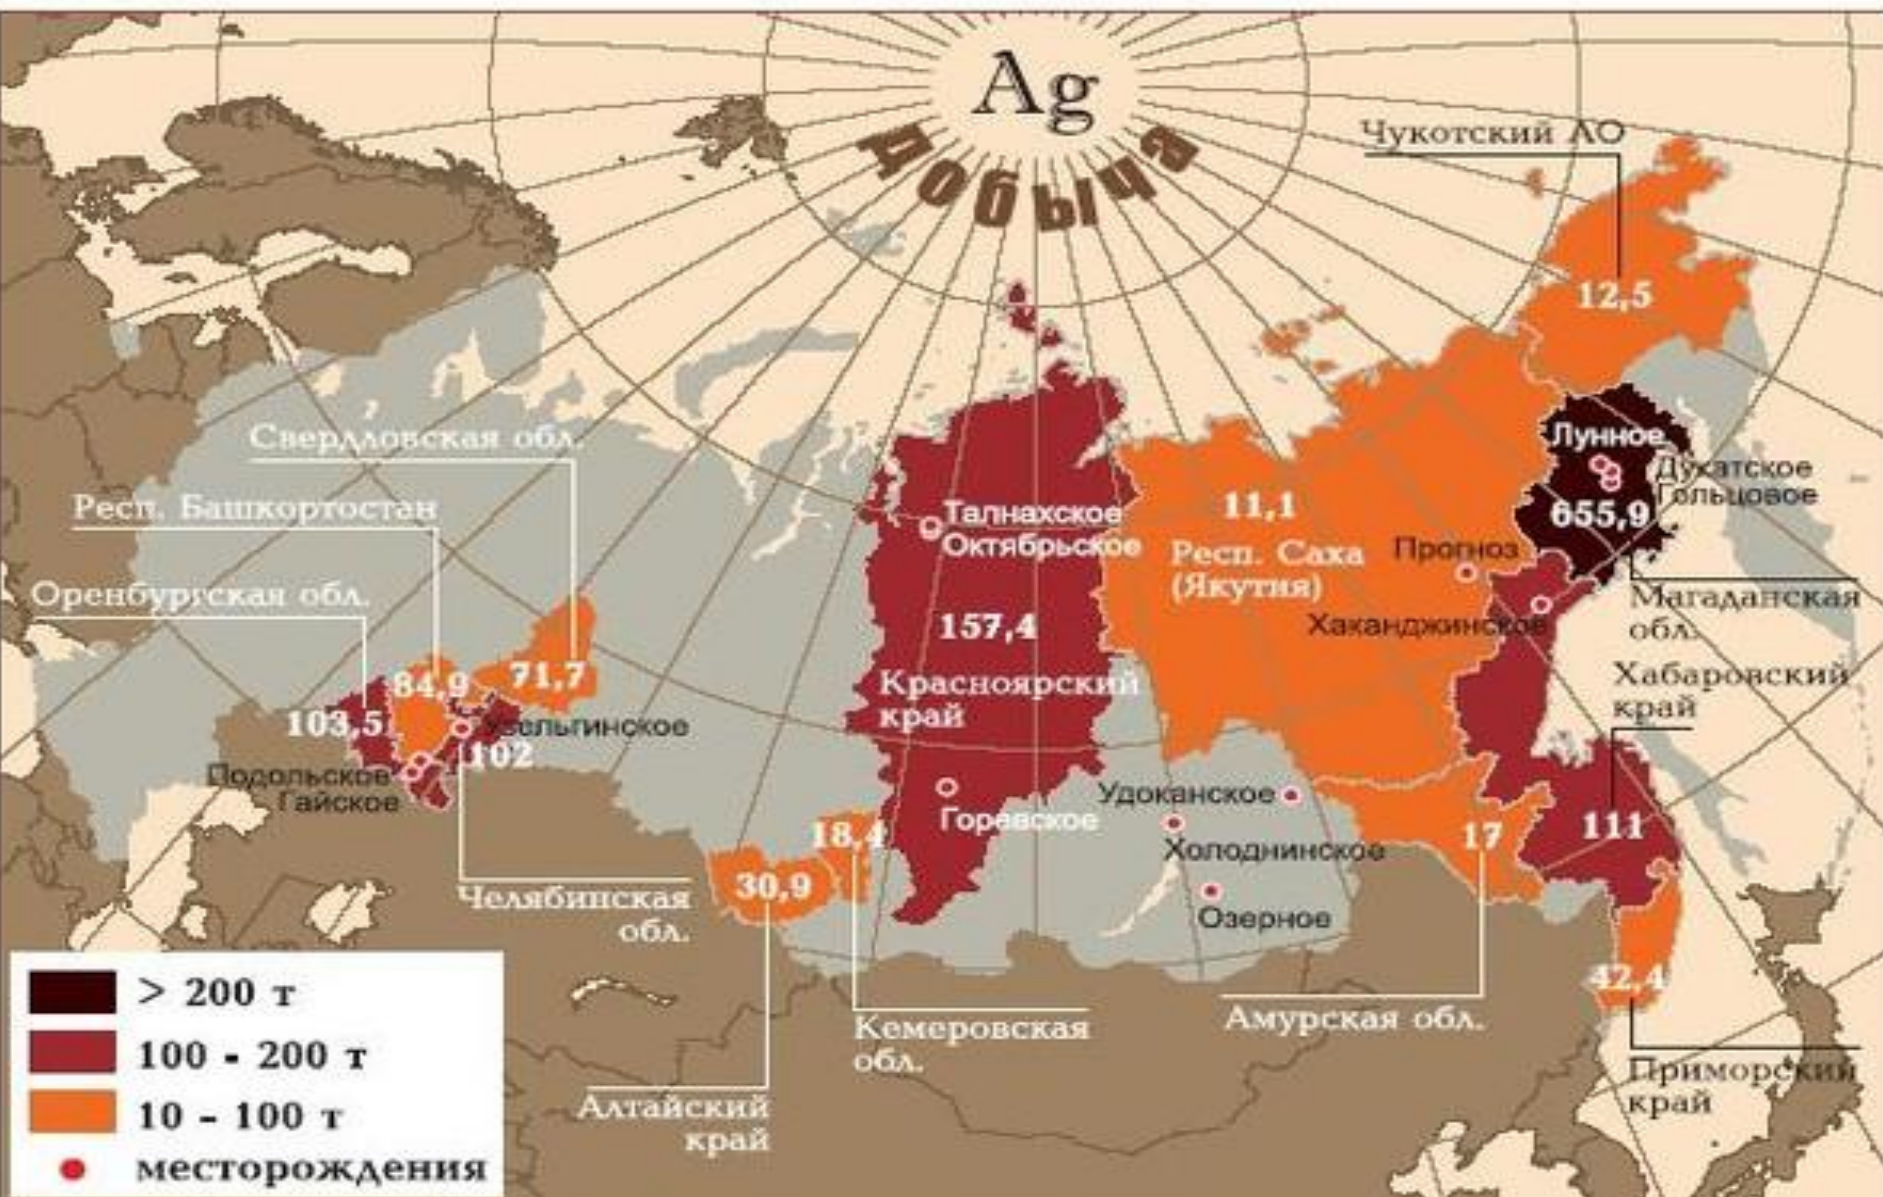 Ag
добыча
Чукотский АО
12,5
Свердловская обл.
Респ. Башкортостан
Оренбургская обл.
Лунное
Дукатское
Гольцовое
655,9
Талнахское
Октябрьское
11,1
Респ. Саха
(Якутия)
Прогноз
Хаканджинское
Магаданская
обл.
157,4
Красноярский
край
Хабаровский
край
84,9
71,7
103,5
Узельгинское
102
Подольское
Гайское
Горевское
Удоканское
Холоднинское
Озерное
18,4
30,9
17
111
42,4
Челябинская
обл.
Кемеровская
обл.
Амурская обл.
Алтайский
край
Приморский
край
> 200 т
100 - 200 т
10 - 100 т
месторождения